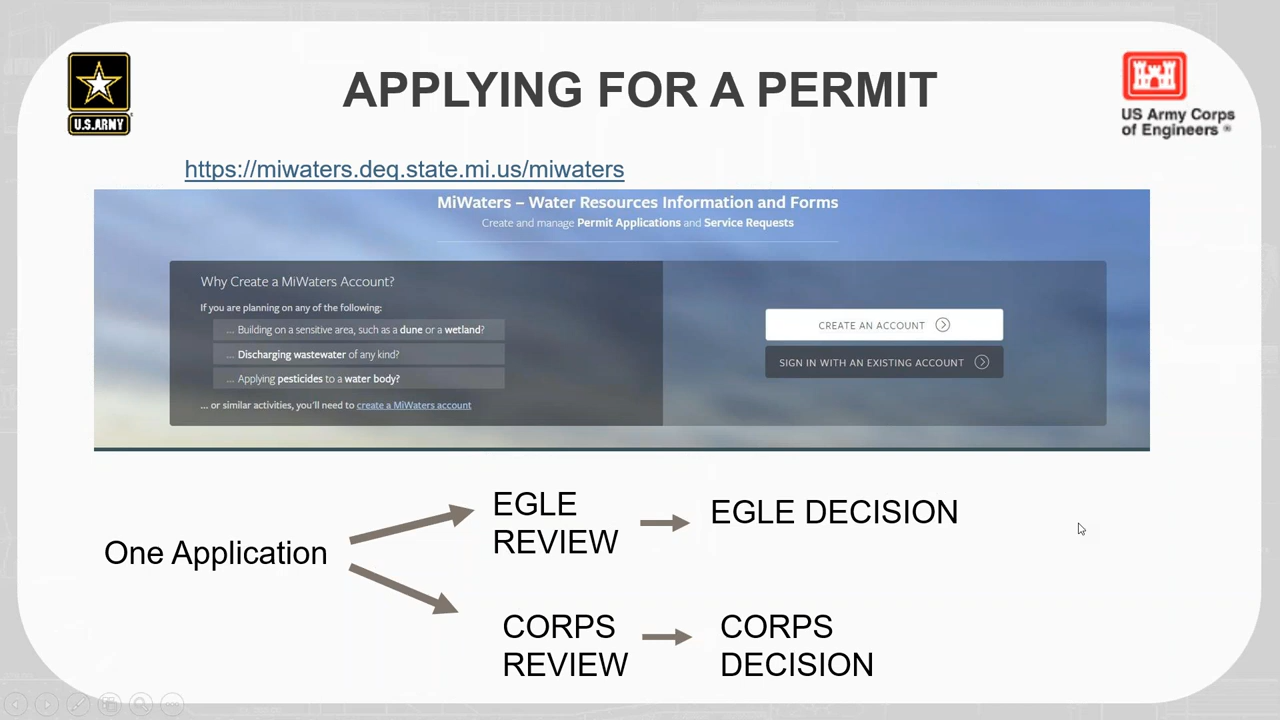 APPLYING FOR A PERMIT
U.S.ARMY
US Army Corps
of Engineers ®
https://miwaters.deq.state.mi.us/miwaters
MiWaters – Water Resources Information and Forms
Create and manage Permit Applications and Service Requests
Why Create a MiWaters Account?
If you are planning on any of the following:
... Building on a sensitive area, such as a dune or a wetland?
... Discharging wastewater of any kind?
... Applying pesticides to a water body?
... or similar activities, you'll need to create a MiWaters account
CREATE AN ACCOUNT
SIGN IN WITH AN EXISTING ACCOUNT
One Application
EGLE
REVIEW
EGLE DECISION
CORPS
REVIEW
CORPS
DECISION